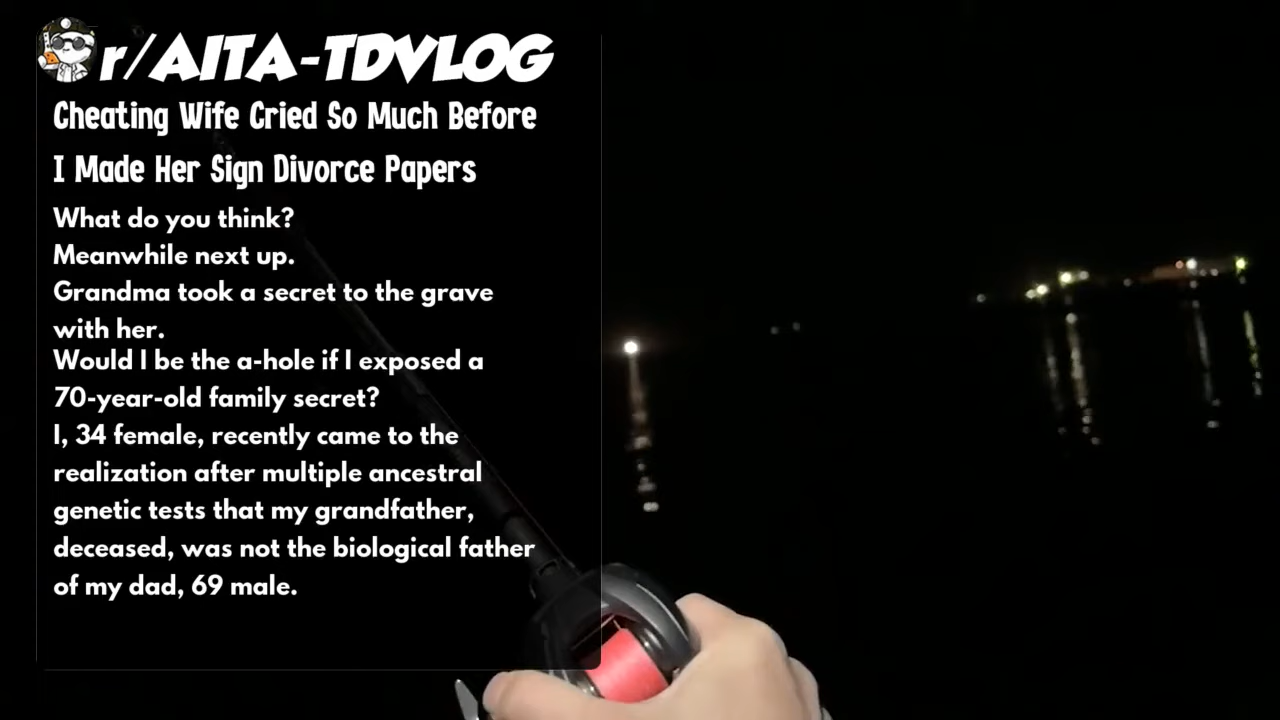 r/AITA-TDVLOG
Cheating Wife Cried So Much Before
I Made Her Sign Divorce Papers
What do you think?
Meanwhile next up.
Grandma took a secret to the grave
with her.
Would I be the a-hole if I exposed a
70-year-old family secret?
I, 34 female, recently came to the
realization after multiple ancestral
genetic tests that my grandfather,
deceased, was not the biological father
of my dad, 69 male.